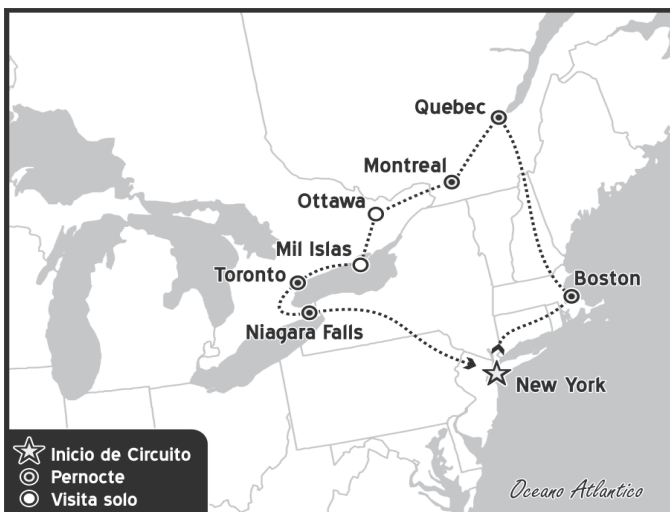 Quebec
Montreal
Ottawa
Mil Islas
Toronto
Boston
Niagara Falls
New York
Inicio de Circuito
Pernocte
Visita solo
Oceano Atlantico